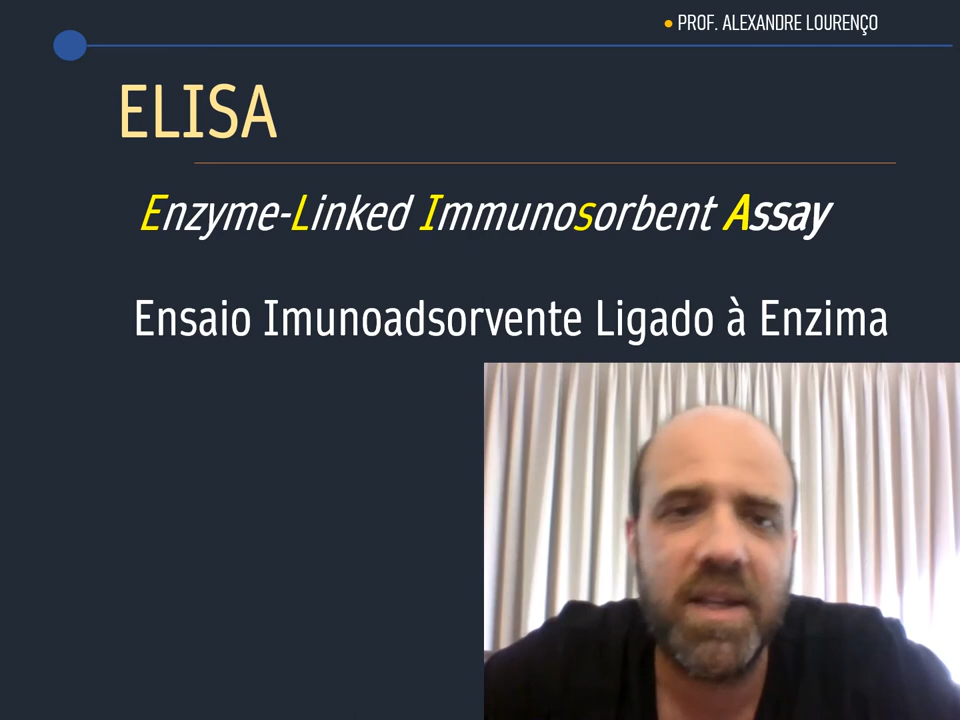 PROF. ALEXANDRE LOURENÇO
ELISA
Enzyme-Linked Immunosorbent Assay
Ensaio Imunoadsorvente Ligado à Enzima